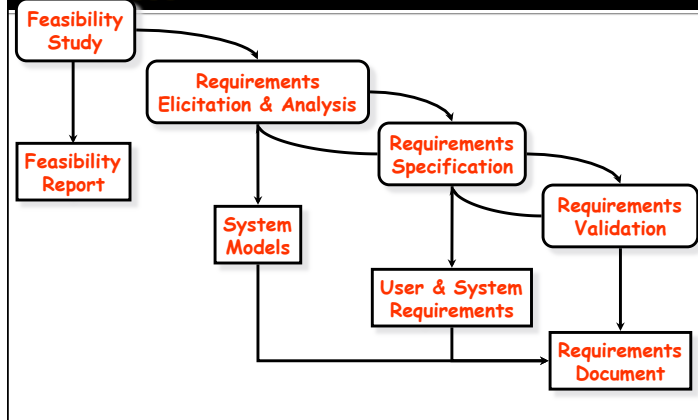 Feasibility
Study
Requirements
Elicitation & Analysis
Requirements
Specification
Feasibility
Report
Requirements
Validation
System
Models
User & System
Requirements
Requirements
Document